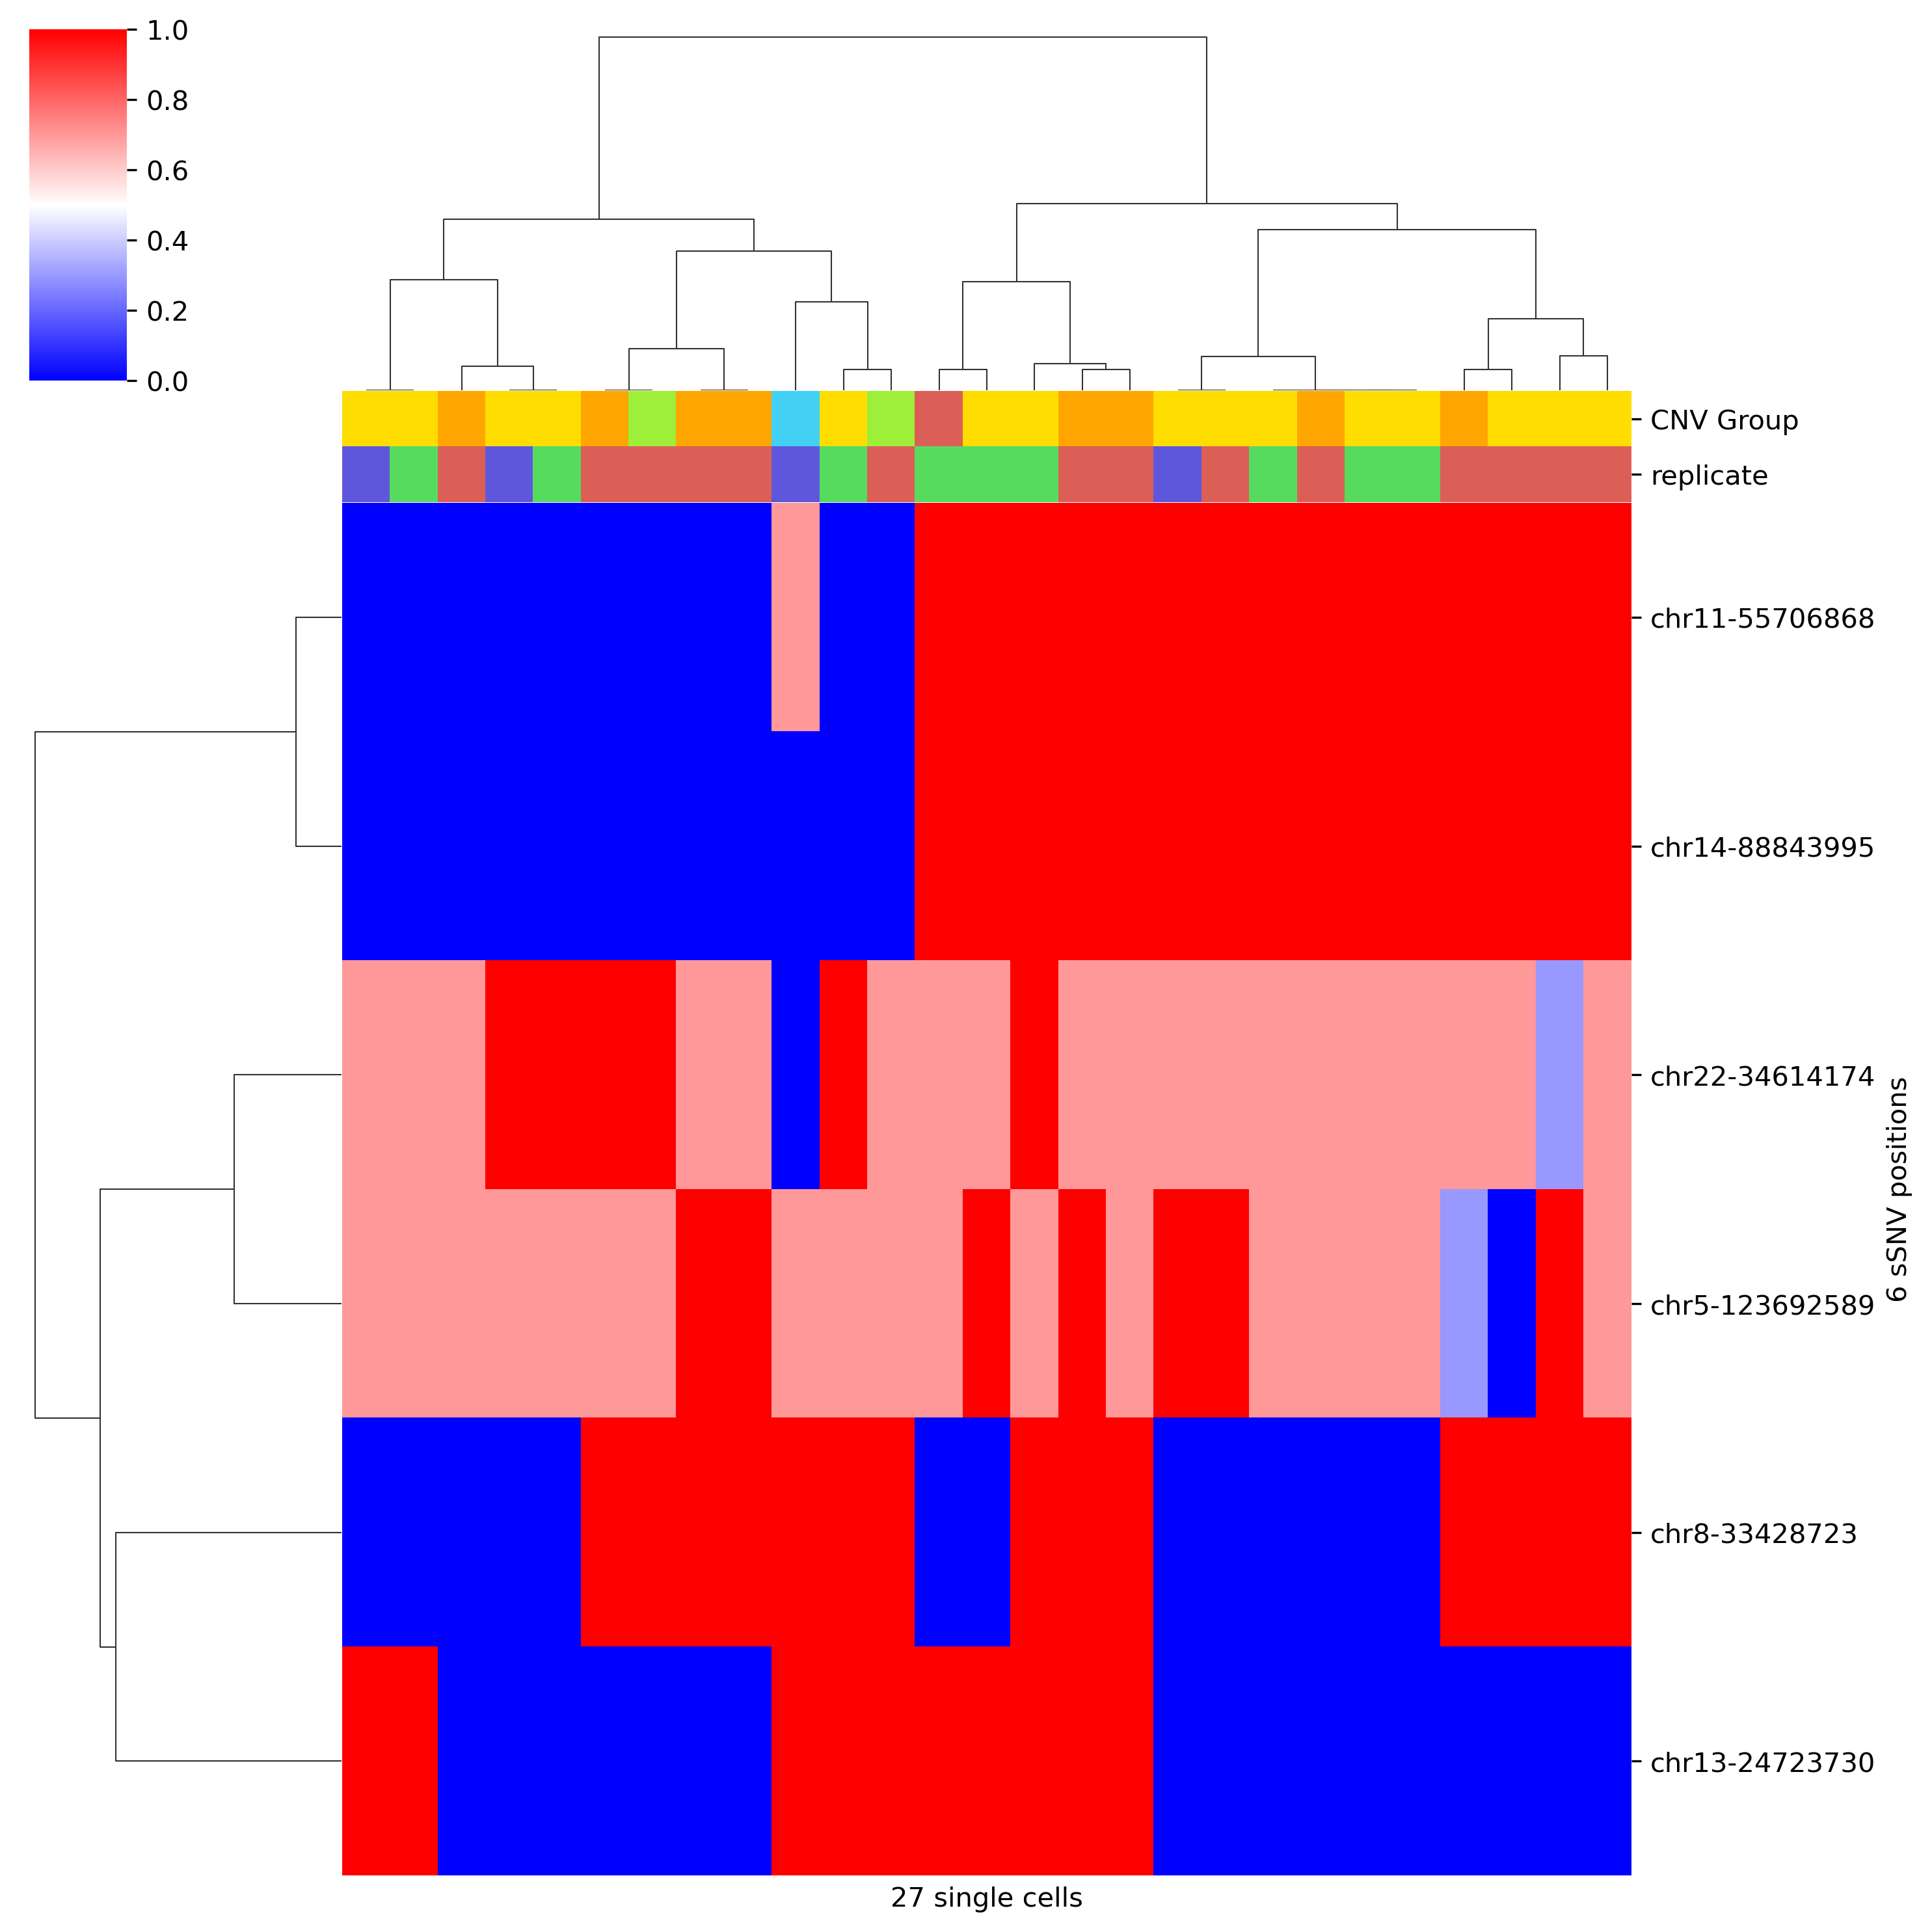 1.0
0.8
0.6
0.4
0.2
0.0
CNV Group
replicate
chr11-55706868
chr14-88843995
chr22-34614174
chr5-123692589
chr8-33428723
chr13-24723730
6 sSNV positions
27 single cells